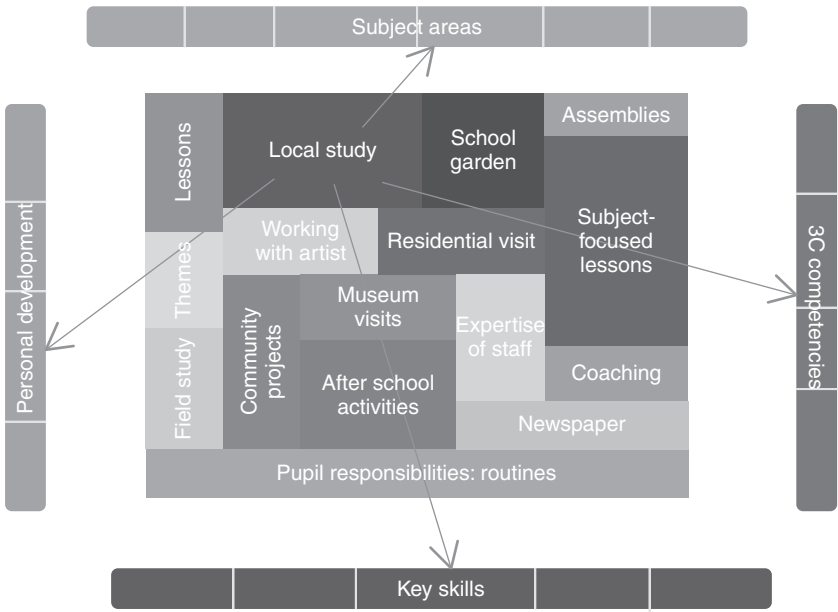 Subject areas
Personal development
3C competencies
Lessons
Local study
School
garden
Assemblies
Subject-
focused
lessons
Themes
Working
with artist
Residential visit
Field study
Community
projects
Museum
visits
Expertise
of staff
After school
activities
Coaching
Newspaper
Pupil responsibilities: routines
Key skills